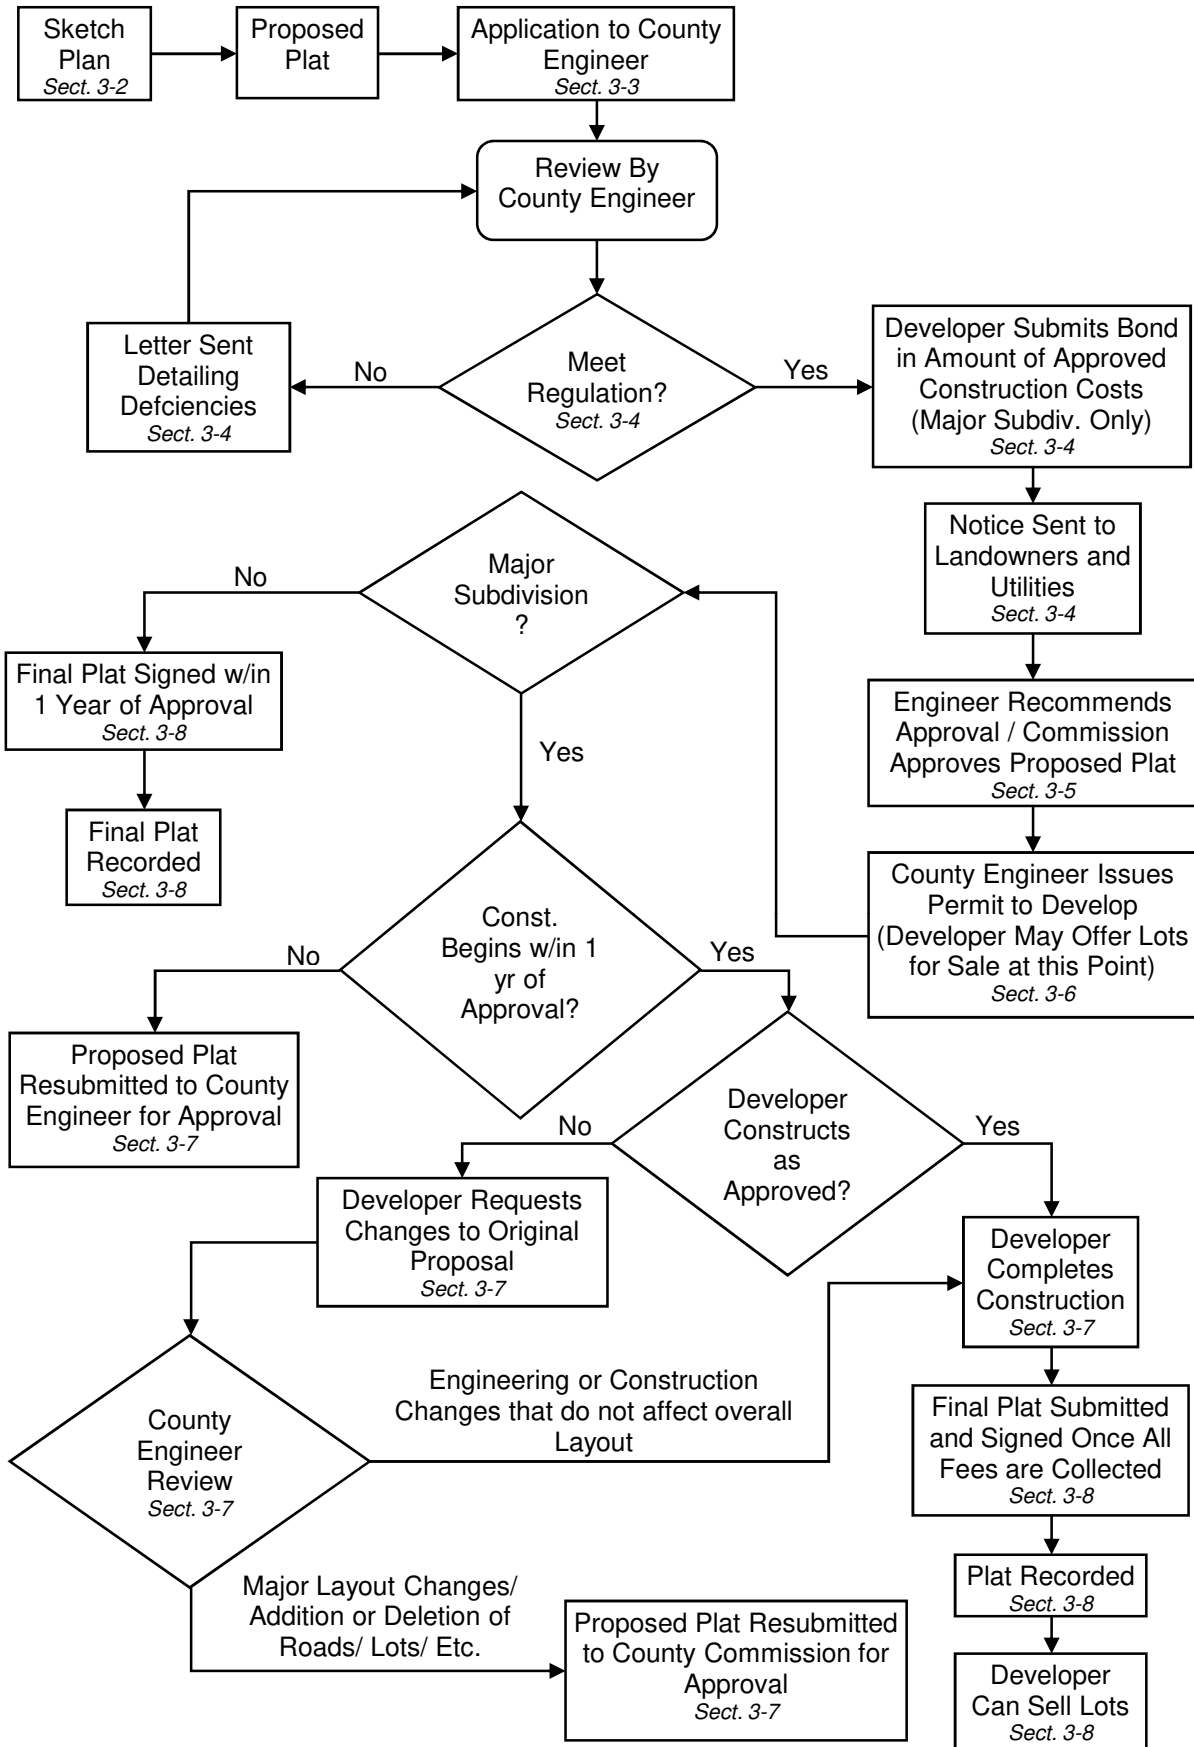 Sketch
Plan
Sect. 3-2
Proposed
Plat
Application to County
Engineer
Sect. 3-3
Review By
County Engineer
Letter Sent
Detailing
Defciencies
Sect. 3-4
No
Meet
Regulation?
Sect. 3-4
Yes
Developer Submits Bond
in Amount of Approved
Construction Costs
(Major Subdiv. Only)
Sect. 3-4
Notice Sent to
Landowners and
Utilities
Sect. 3-4
No
Major
Subdivision
?
Final Plat Signed w/in
1 Year of Approval
Sect. 3-8
Yes
Engineer Recommends
Approval / Commission
Approves Proposed Plat
Sect. 3-5
Final Plat
Recorded
Sect. 3-8
County Engineer Issues
Permit to Develop
(Developer May Offer Lots
for Sale at this Point)
Sect. 3-6
No
Const.
Begins w/in 1
yr of
Approval?
Yes
Proposed Plat
Resubmitted to County
Engineer for Approval
Sect. 3-7
No
Developer
Constructs
as
Approved?
Yes
Developer Requests
Changes to Original
Proposal
Sect. 3-7
Developer
Completes
Construction
Sect. 3-7
County
Engineer
Review
Sect. 3-7
Engineering or Construction
Changes that do not affect overall
Layout
Final Plat Submitted
and Signed Once All
Fees are Collected
Sect. 3-8
Major Layout Changes/
Addition or Deletion of
Roads/ Lots/ Etc.
Proposed Plat Resubmitted
to County Commission for
Approval
Sect. 3-7
Plat Recorded
Sect. 3-8
Developer
Can Sell Lots
Sect. 3-8